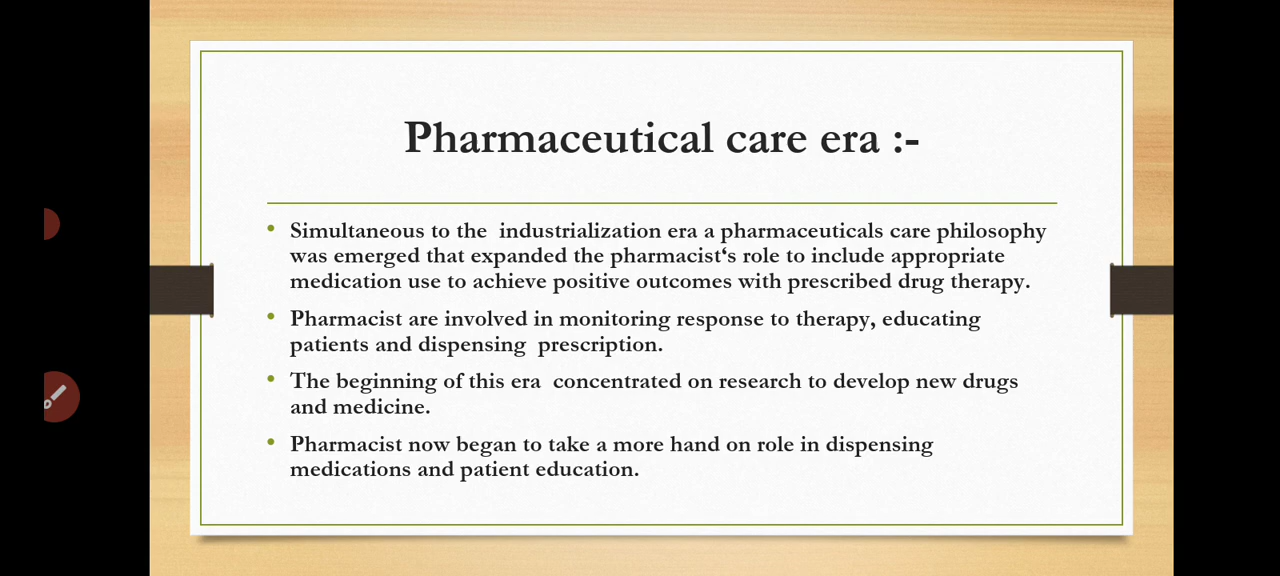 Pharmaceutical care era :-
Simultaneous to the  industrialization era a pharmaceuticals care philosophy
was emerged that expanded the pharmacist‘s role to include appropriate
medication use to achieve positive outcomes with prescribed drug therapy.
Pharmacist are involved in monitoring response to therapy, educating
patients and dispensing  prescription.
The beginning of this era  concentrated on research to develop new drugs
and medicine.
Pharmacist now began to take a more hand on role in dispensing
medications and patient education.